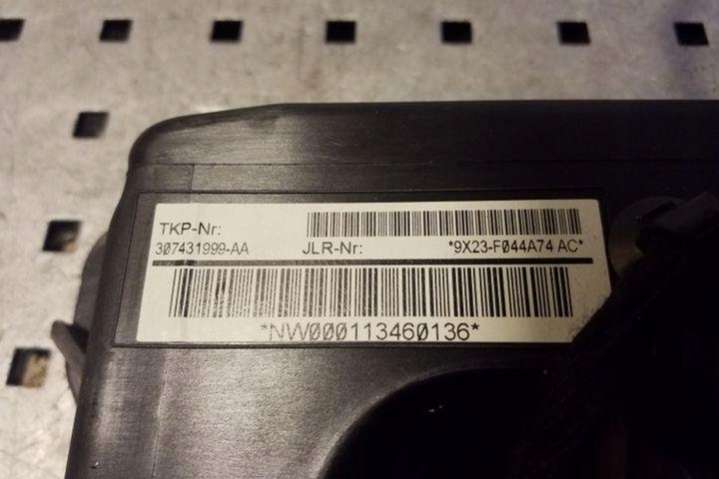 TKP-Nr:
307431999-AA JLR-Nr: *9X23-F044A74 AC*
*NW000113460136*